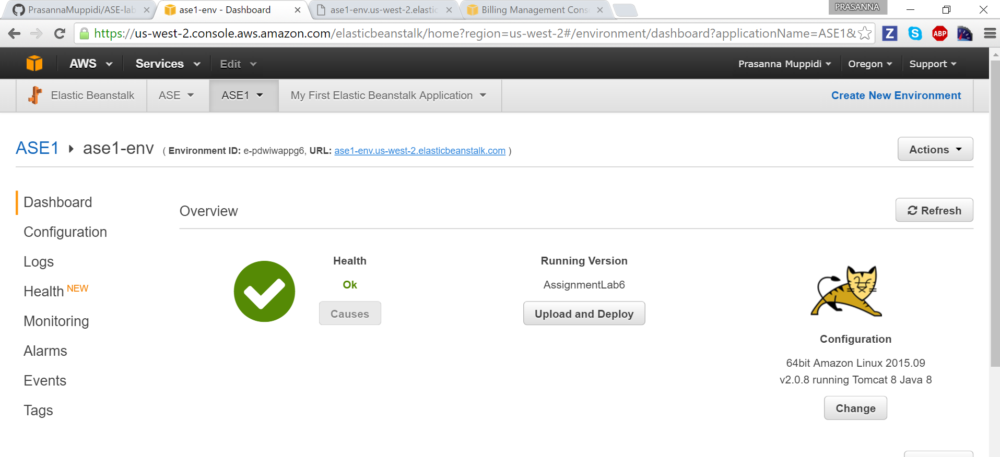 PrasannaMuppidi/ASE-lab
ase1-env - Dashboard
ase1-env.us-west-2.elastic
Billing Management Cons
PRASANNA
https://us-west-2.console.aws.amazon.com/elasticbeanstalk/home?region=us-west-2#/environment/dashboard?applicationName=ASE1&
Z
S
ABP
AWS
Services
Edit
Prasanna Muppidi
Oregon
Support
Elastic Beanstalk
ASE
ASE1
My First Elastic Beanstalk Application
Create New Environment
ASE1 ase1-env ( Environment ID: e-pdwiwappg6, URL: ase1-env.us-west-2.elasticbeanstalk.com )
Actions
Dashboard
Configuration
Logs
Health NEW
Monitoring
Alarms
Events
Tags
Overview
Refresh
Health
Ok
Causes
Running Version
AssignmentLab6
Upload and Deploy
Configuration
64bit Amazon Linux 2015.09
v2.0.8 running Tomcat 8 Java 8
Change